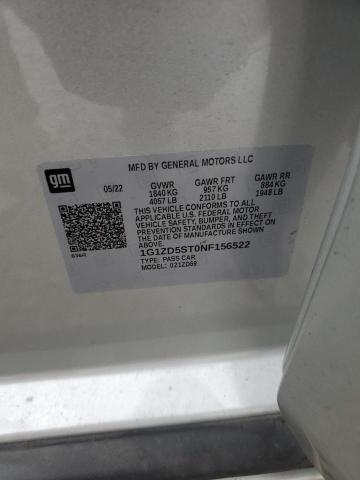 MFD BY GENERAL MOTORS LLC
gm
05/22 GVWR GAWR FRT GAWR RR
1840 KG 957 KG 884 KG
4057 LB 2110 LB 1948 LB
THIS VEHICLE CONFORMS TO ALL
APPLICABLE U.S. FEDERAL MOTOR
VEHICLE SAFETY, BUMPER, AND THEFT
PREVENTION STANDARDS IN EFFECT ON
THE DATE OF MANUFACTURE SHOWN
ABOVE.
1G1ZD5ST0NF156522
TYPE: PASS CAR
MODEL: 021ZD69